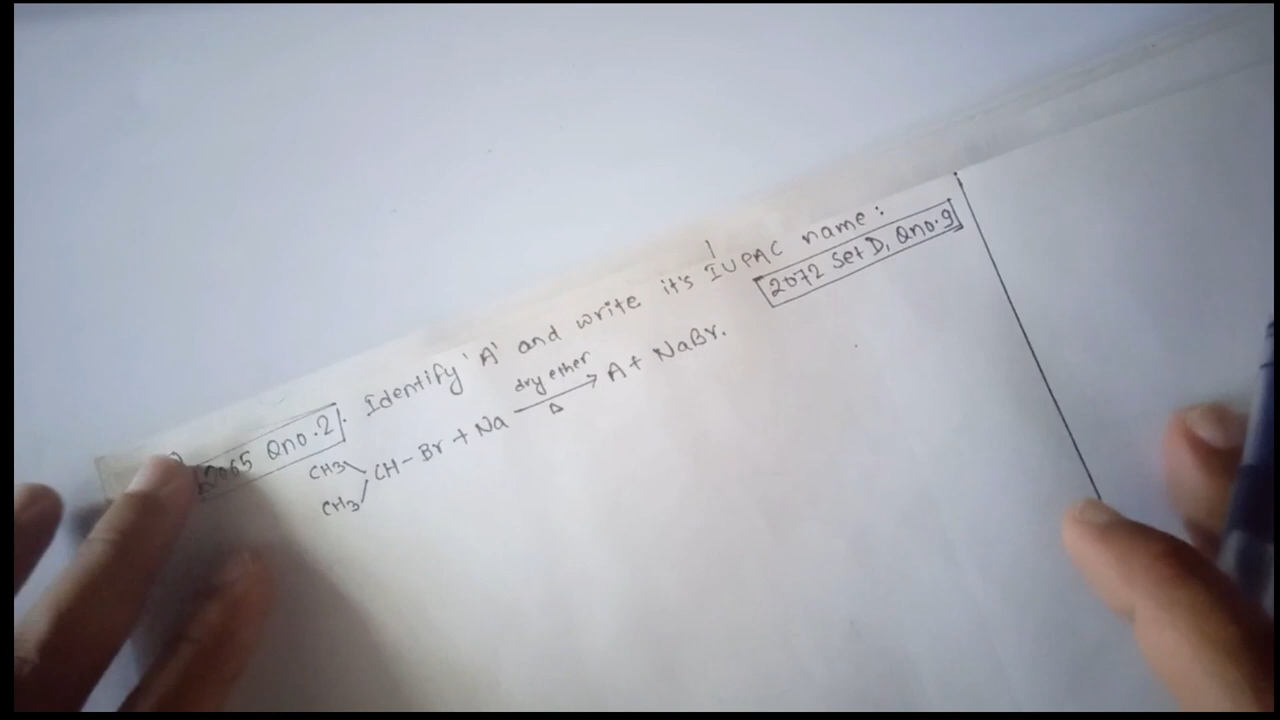 2065 Qno.2. Identify 'A' and write it's IUPAC name:
2072 Set D, Qno.9
CH3
CH3
CH-Br + Na dry ether Δ → A + NaBr.